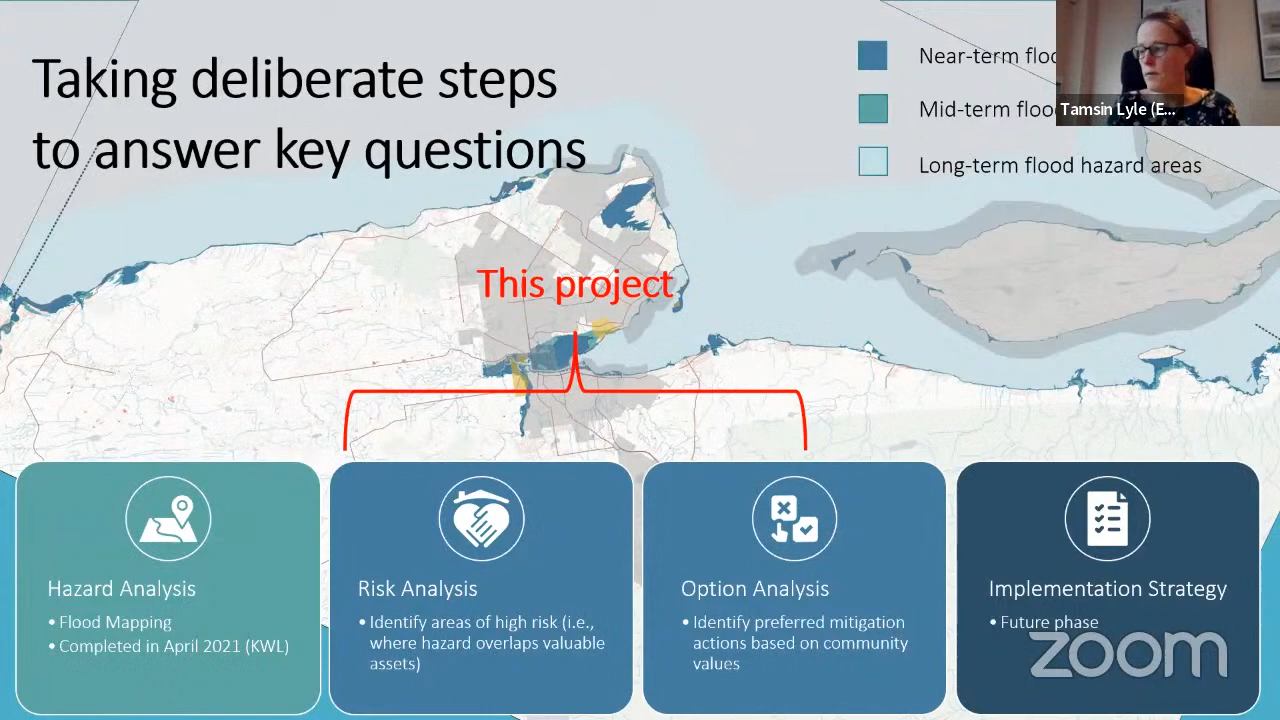 Taking deliberate steps
to answer key questions
Near-term
Mid-term
Long-term flood hazard areas
Tamsin Lyle (E...
This project
Hazard Analysis
• Flood Mapping
• Completed in April 2021 (KWL)
Risk Analysis
• Identify areas of high risk (i.e.,
where hazard overlaps valuable
assets)
Option Analysis
• Identify preferred mitigation
actions based on community
values
Implementation Strategy
• Future phase
zoom